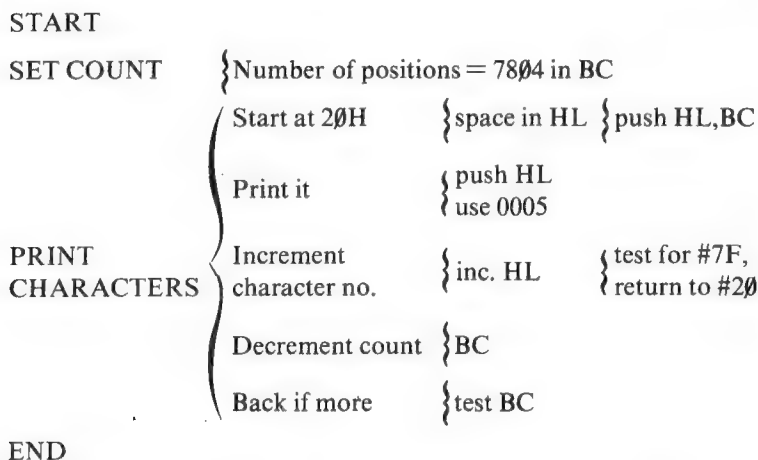 START
SET COUNT Number of positions = 78Ø4 in BC
Start at 2ØH space in HL push HL,BC
Print it push HL
use 0005
PRINT CHARACTERS
Increment character no. inc. HL test for #7F,
return to #2Ø
Decrement count BC
Back if more test BC
END